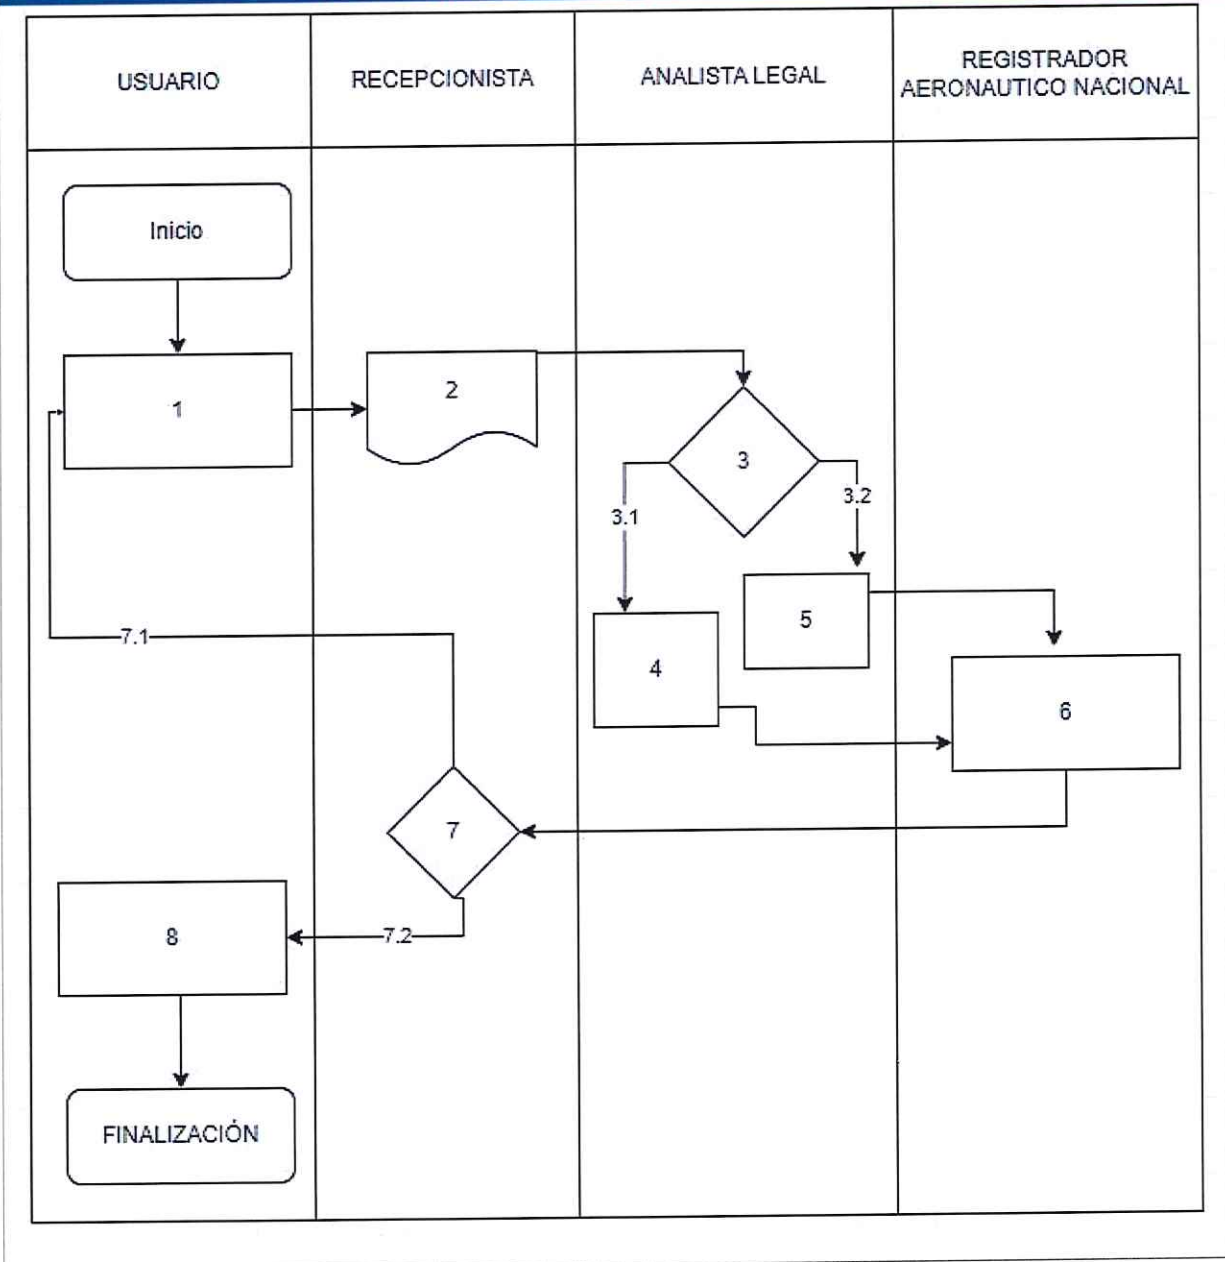 USUARIO
RECEPCIONISTA
ANALISTA LEGAL
REGISTRADOR
AERONAUTICO NACIONAL
Inicio
1
2
3
3.1
3.2
4
5
6
7.1
7
7.2
8
FINALIZACIÓN